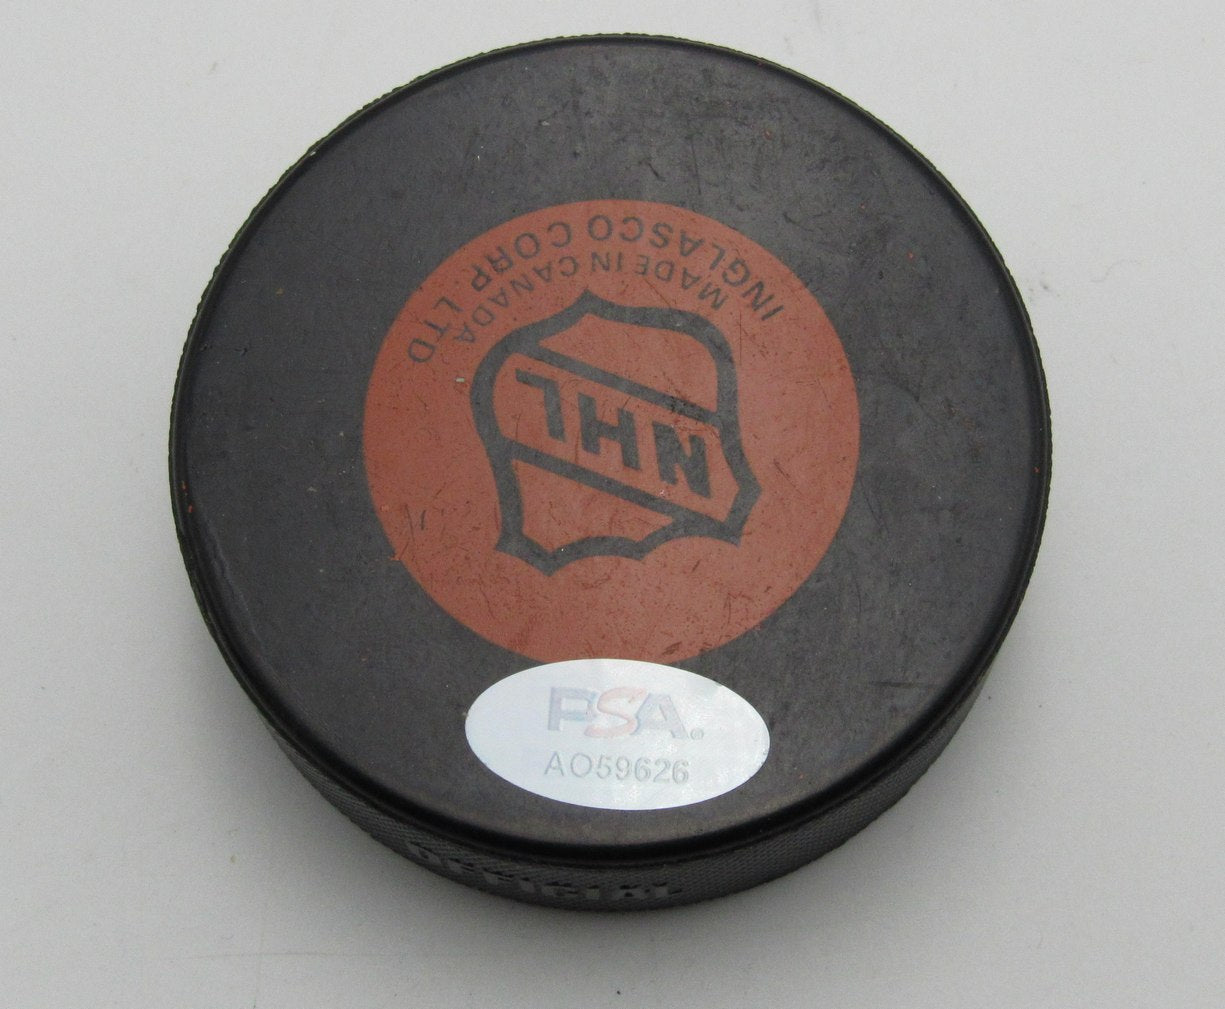 NHL
MADE IN CANADA
INGLASCO CORP LTD
PSA®
AO59626
OFFICIAL